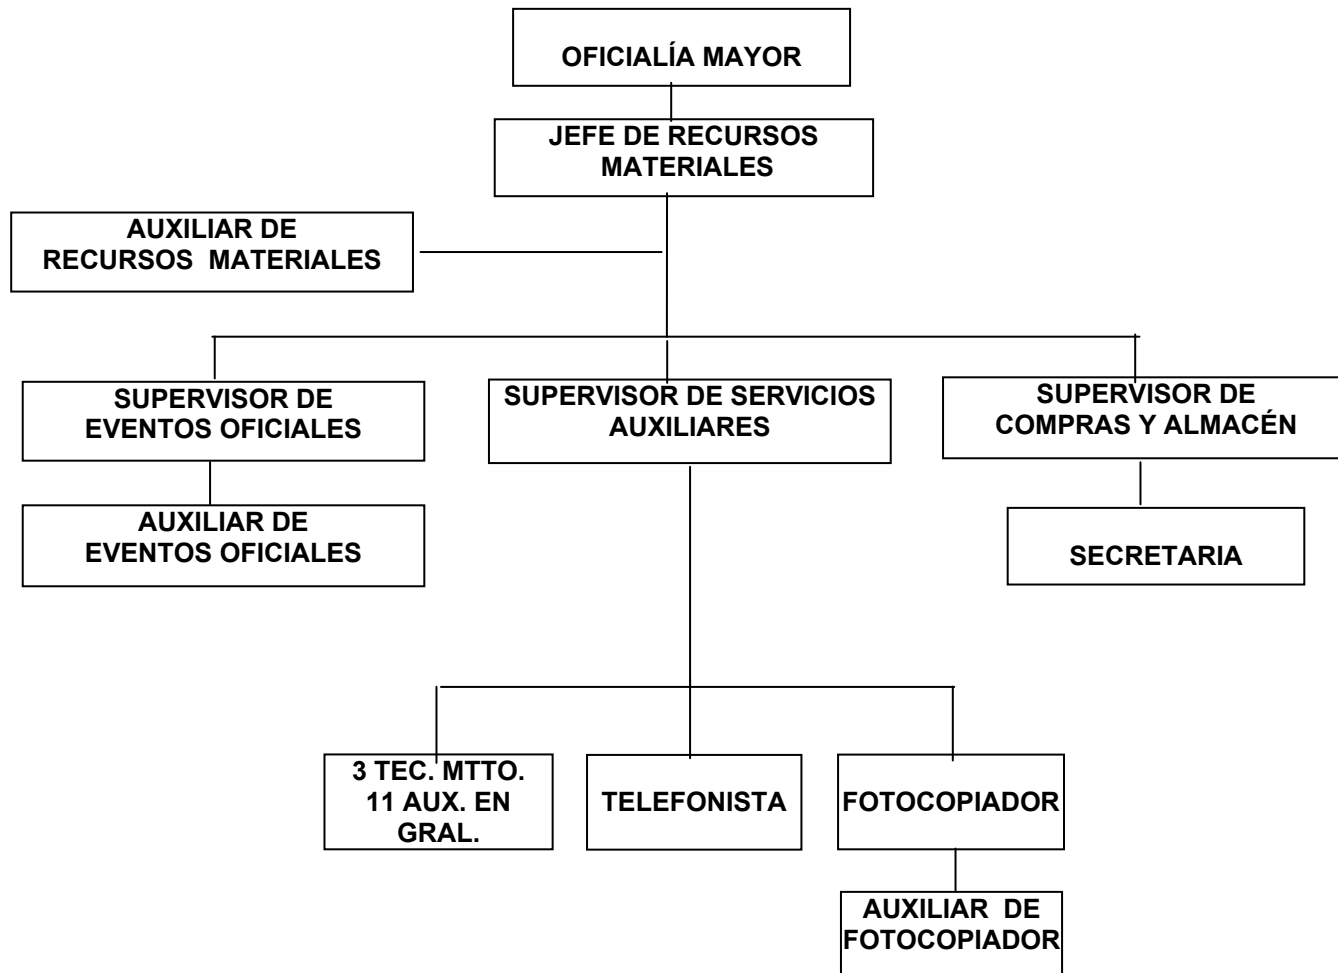 OFICIALÍA MAYOR
JEFE DE RECURSOS
MATERIALES
AUXILIAR DE
RECURSOS MATERIALES
SUPERVISOR DE
EVENTOS OFICIALES
SUPERVISOR DE SERVICIOS
AUXILIARES
SUPERVISOR DE
COMPRAS Y ALMACÉN
AUXILIAR DE
EVENTOS OFICIALES
SECRETARIA
3 TEC. MTTO.
11 AUX. EN
GRAL.
TELEFONISTA
FOTOCOPIADOR
AUXILIAR DE
FOTOCOPIADOR